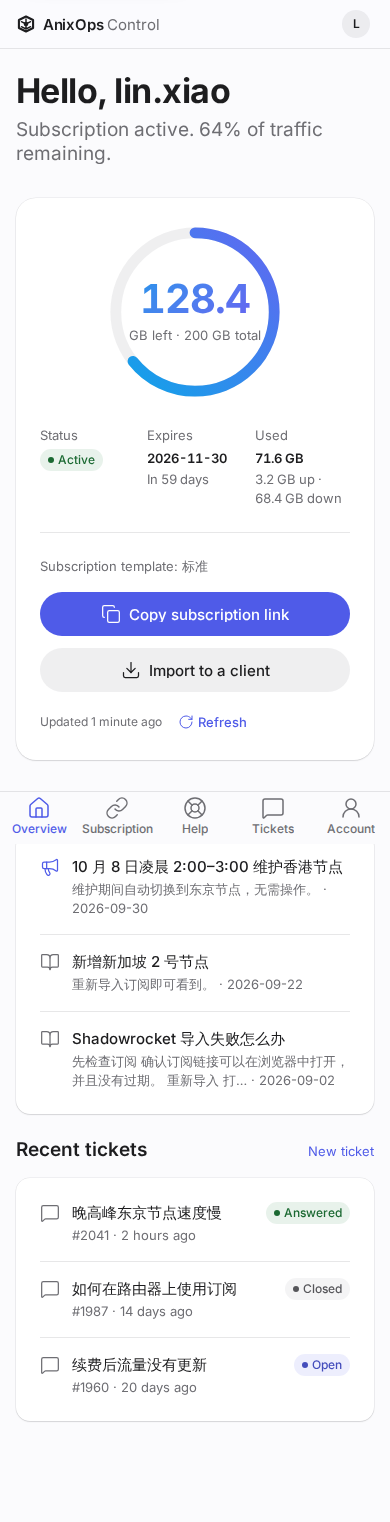 AnixOps Control
L
Hello, lin.xiao
Subscription active. 64% of traffic
remaining.
128.4
GB left · 200 GB total
Status
Expires
Used
Active
2026-11-30
71.6 GB
In 59 days
3.2 GB up ·
68.4 GB down
Subscription template: 标准
Copy subscription link
Import to a client
Updated 1 minute ago
Refresh
Overview
Subscription
Help
Tickets
Account
10 月 8 日凌晨 2:00–3:00 维护香港节点
维护期间自动切换到东京节点，无需操作。 ·
2026-09-30
新增新加坡 2 号节点
重新导入订阅即可看到。 · 2026-09-22
Shadowrocket 导入失败怎么办
先检查订阅 确认订阅链接可以在浏览器中打开，
并且没有过期。 重新导入 打… · 2026-09-02
Recent tickets
New ticket
晚高峰东京节点速度慢
Answered
#2041 · 2 hours ago
如何在路由器上使用订阅
Closed
#1987 · 14 days ago
续费后流量没有更新
Open
#1960 · 20 days ago